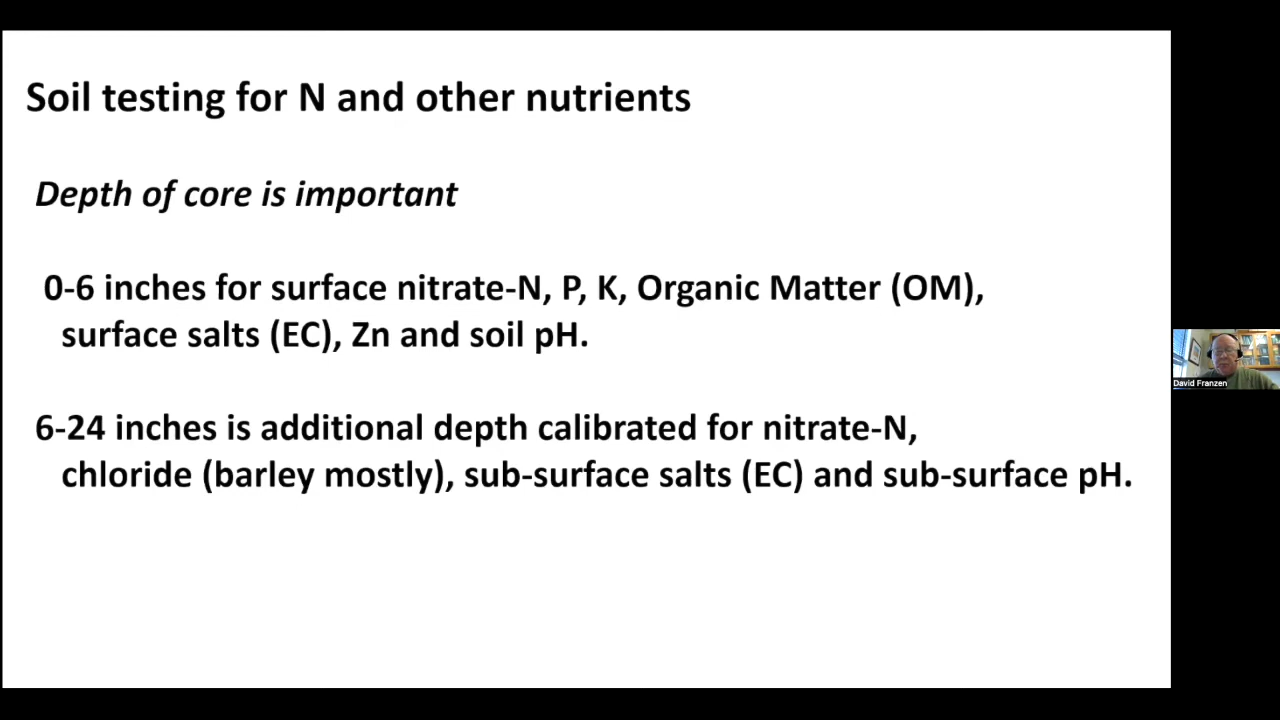 Soil testing for N and other nutrients
Depth of core is important
0-6 inches for surface nitrate-N, P, K, Organic Matter (OM),
surface salts (EC), Zn and soil pH.
6-24 inches is additional depth calibrated for nitrate-N,
chloride (barley mostly), sub-surface salts (EC) and sub-surface pH.
David Franzen